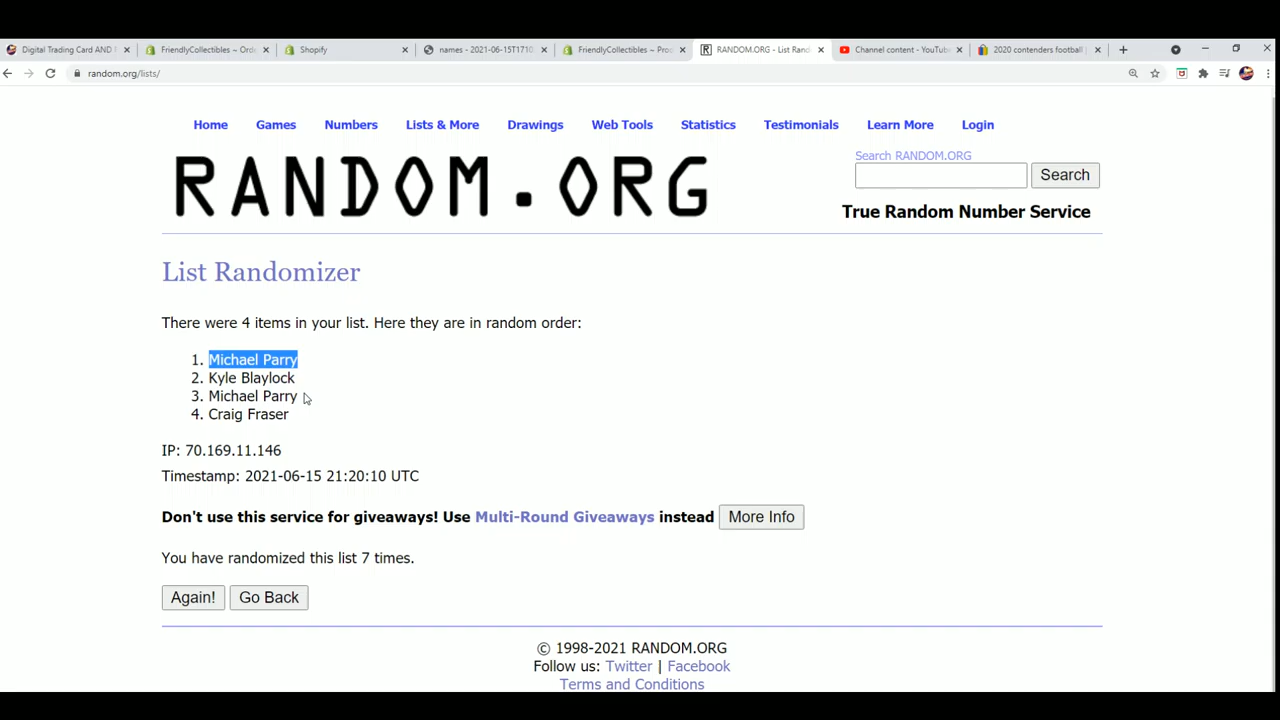 Digital Trading Card AND
FriendlyCollectibles ~ Ord
Shopify
names - 2021-06-15T1710
FriendlyCollectibles ~ Pro
RANDOM.ORG - List Rand
Channel content - YouTube
2020 contenders football
random.org/lists/
Home Games Numbers Lists & More Drawings Web Tools Statistics Testimonials Learn More Login
RANDOM.ORG
Search RANDOM.ORG
Search
True Random Number Service
List Randomizer
There were 4 items in your list. Here they are in random order:
1. Michael Parry
2. Kyle Blaylock
3. Michael Parry
4. Craig Fraser
IP: 70.169.11.146
Timestamp: 2021-06-15 21:20:10 UTC
Don't use this service for giveaways! Use Multi-Round Giveaways instead More Info
You have randomized this list 7 times.
Again! Go Back
© 1998-2021 RANDOM.ORG
Follow us: Twitter | Facebook
Terms and Conditions